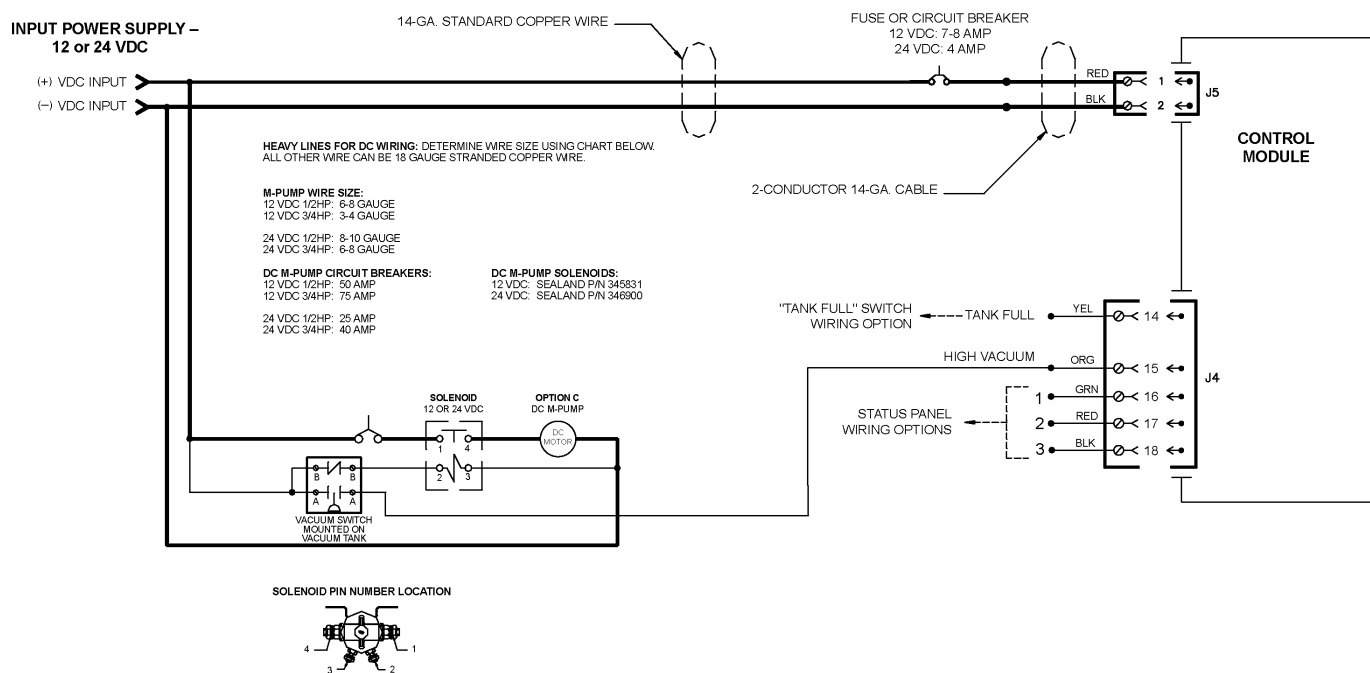 INPUT POWER SUPPLY –
12 or 24 VDC
(+) VDC INPUT
(–) VDC INPUT
14-GA. STANDARD COPPER WIRE
FUSE OR CIRCUIT BREAKER
12 VDC: 7-8 AMP
24 VDC: 4 AMP
RED
1
BLK
2
J5
CONTROL
MODULE
2-CONDUCTOR 14-GA. CABLE
HEAVY LINES FOR DC WIRING: DETERMINE WIRE SIZE USING CHART BELOW.
ALL OTHER WIRE CAN BE 18 GAUGE STRANDED COPPER WIRE.
M-PUMP WIRE SIZE:
12 VDC 1/2HP: 6-8 GAUGE
12 VDC 3/4HP: 3-4 GAUGE
24 VDC 1/2HP: 8-10 GAUGE
24 VDC 3/4HP: 6-8 GAUGE
DC M-PUMP CIRCUIT BREAKERS:
12 VDC 1/2HP: 50 AMP
12 VDC 3/4HP: 75 AMP
24 VDC 1/2HP: 25 AMP
24 VDC 3/4HP: 40 AMP
DC M-PUMP SOLENOIDS:
12 VDC: SEALAND P/N 345831
24 VDC: SEALAND P/N 346900
"TANK FULL" SWITCH
WIRING OPTION
TANK FULL
YEL
14
HIGH VACUUM
ORG
15
J4
STATUS PANEL
WIRING OPTIONS
1
GRN
16
2
RED
17
3
BLK
18
SOLENOID
12 OR 24 VDC
1
4
2
3
OPTION C
DC M-PUMP
DC
MOTOR
B
B
A
A
VACUUM SWITCH
MOUNTED ON
VACUUM TANK
SOLENOID PIN NUMBER LOCATION
4
1
3
2